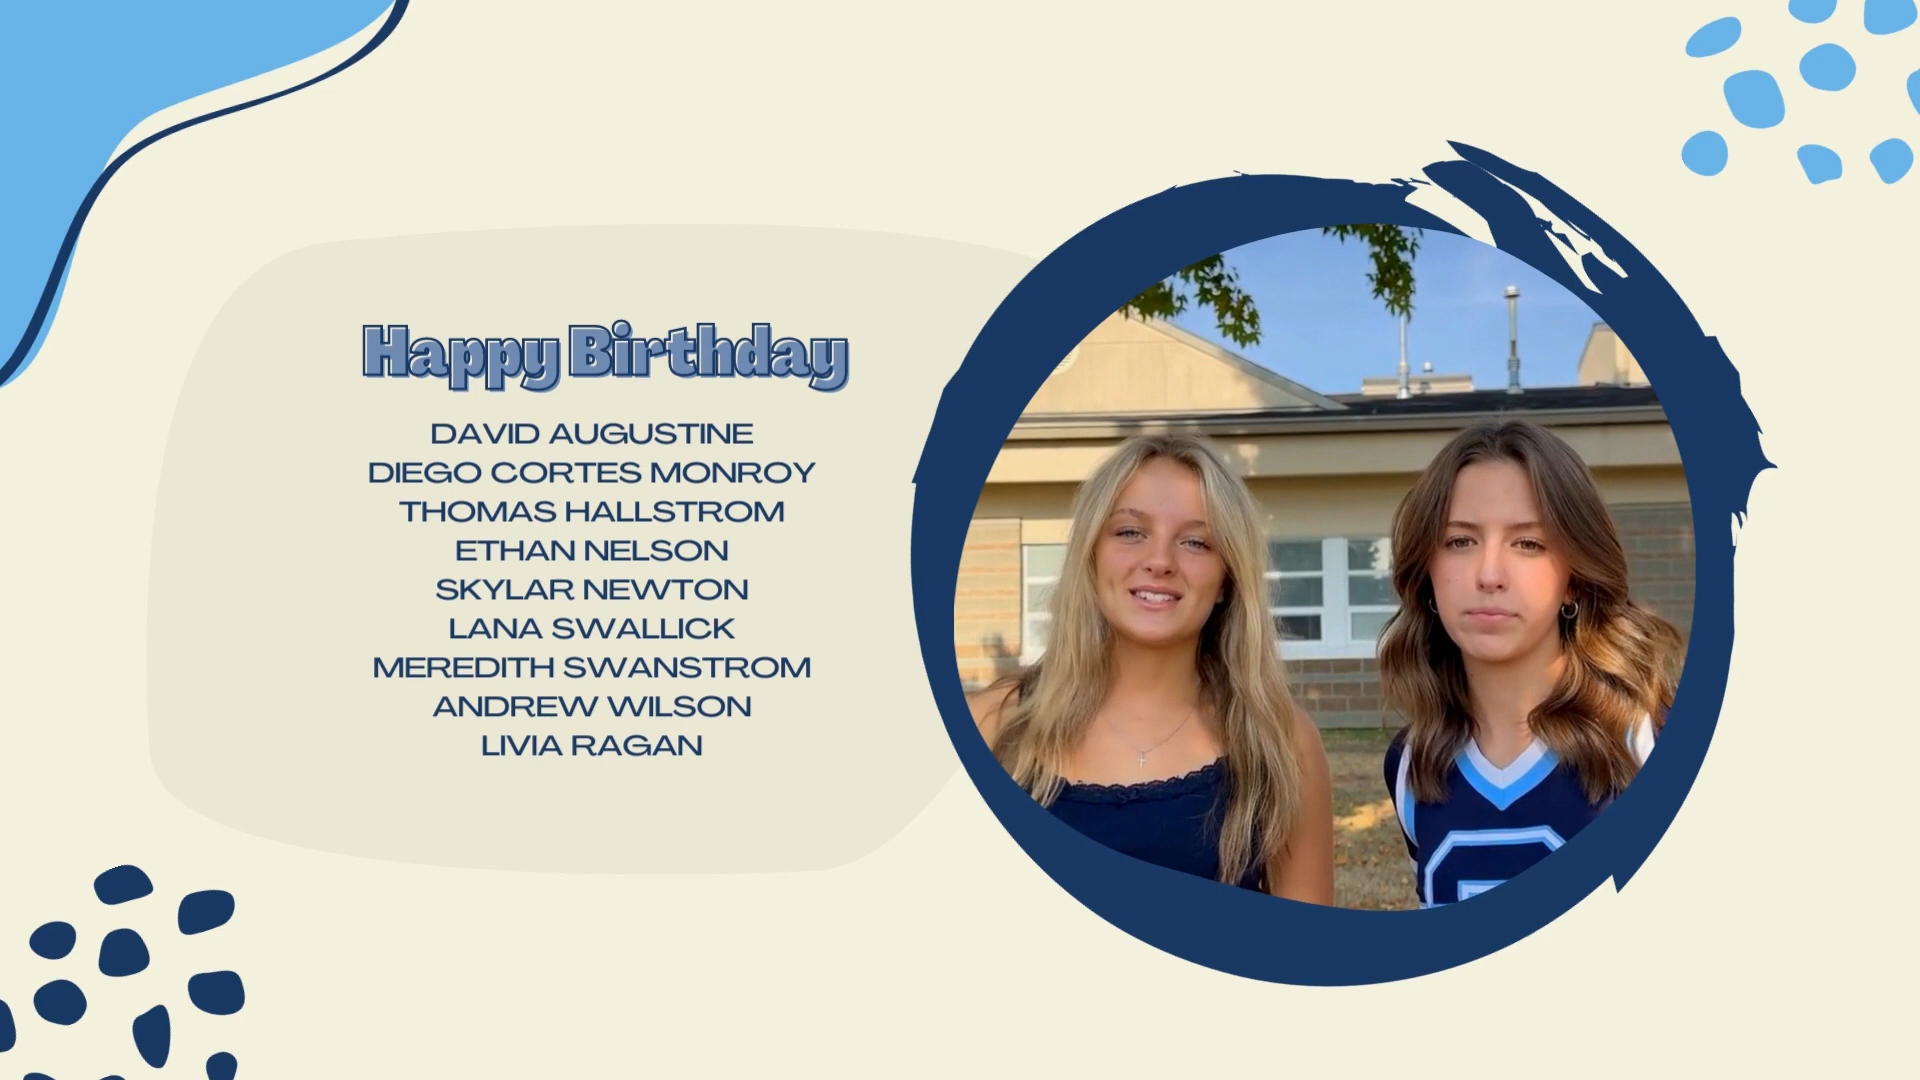 Happy Birthday
DAVID AUGUSTINE
DIEGO CORTES MONROY
THOMAS HALLSTROM
ETHAN NELSON
SKYLAR NEWTON
LANA SWALLICK
MEREDITH SWANSTROM
ANDREW WILSON
LIVIA RAGAN